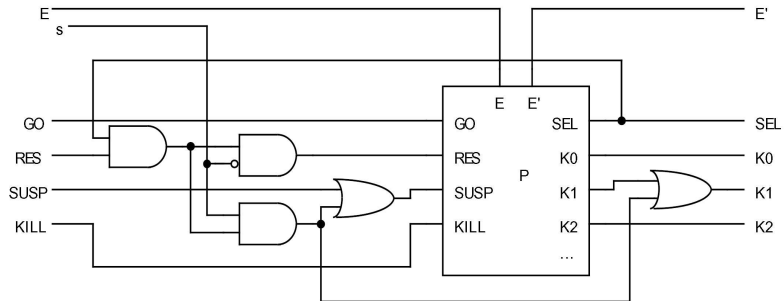 E E'
s
E E'
GO GO SEL SEL
RES RES K0 K0
P
SUSP SUSP K1 K1
KILL KILL K2 K2
...